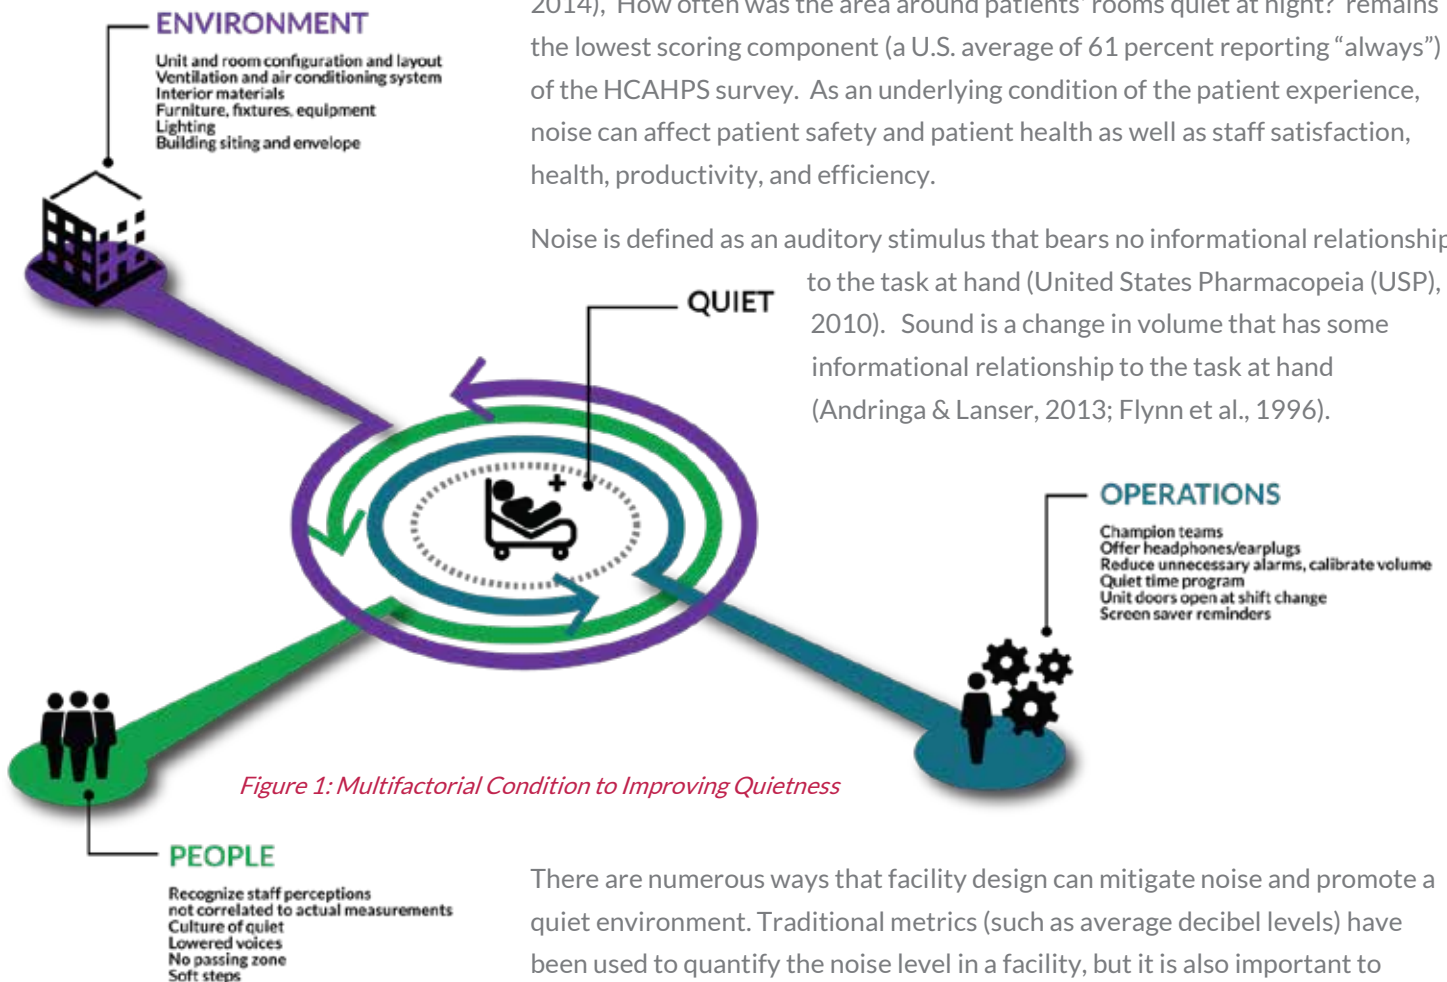 ENVIRONMENT
Unit and room configuration and layout
Ventilation and air conditioning system
Interior materials
Furniture, fixtures, equipment
Lighting
Building siting and envelope
2014), How often was the area around patients' rooms quiet at night? remains
the lowest scoring component (a U.S. average of 61 percent reporting “always”)
of the HCAHPS survey. As an underlying condition of the patient experience,
noise can affect patient safety and patient health as well as staff satisfaction,
health, productivity, and efficiency.
Noise is defined as an auditory stimulus that bears no informational relationship
to the task at hand (United States Pharmacopeia (USP),
2010). Sound is a change in volume that has some
informational relationship to the task at hand
(Andringa & Lanser, 2013; Flynn et al., 1996).
QUIET
OPERATIONS
Champion teams
Offer headphones/earplugs
Reduce unnecessary alarms, calibrate volume
Quiet time program
Unit doors open at shift change
Screen saver reminders
Figure 1: Multifactorial Condition to Improving Quietness
PEOPLE
Recognize staff perceptions
not correlated to actual measurements
Culture of quiet
Lowered voices
No passing zone
Soft steps
There are numerous ways that facility design can mitigate noise and promote a
quiet environment. Traditional metrics (such as average decibel levels) have
been used to quantify the noise level in a facility, but it is also important to